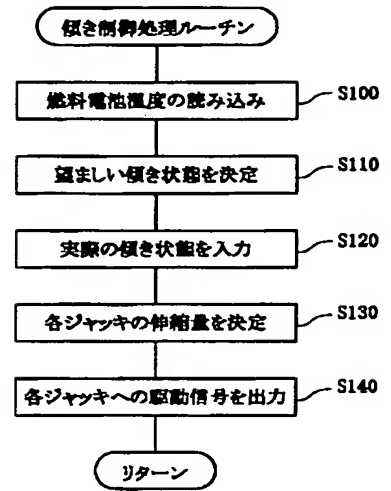 傾き制御処理ルーチン
燃料電池温度の読み込み
S100
望ましい傾き状態を決定
S110
実際の傾き状態を入力
S120
各ジャッキの伸縮量を決定
S130
各ジャッキへの駆動信号を出力
S140
リターン